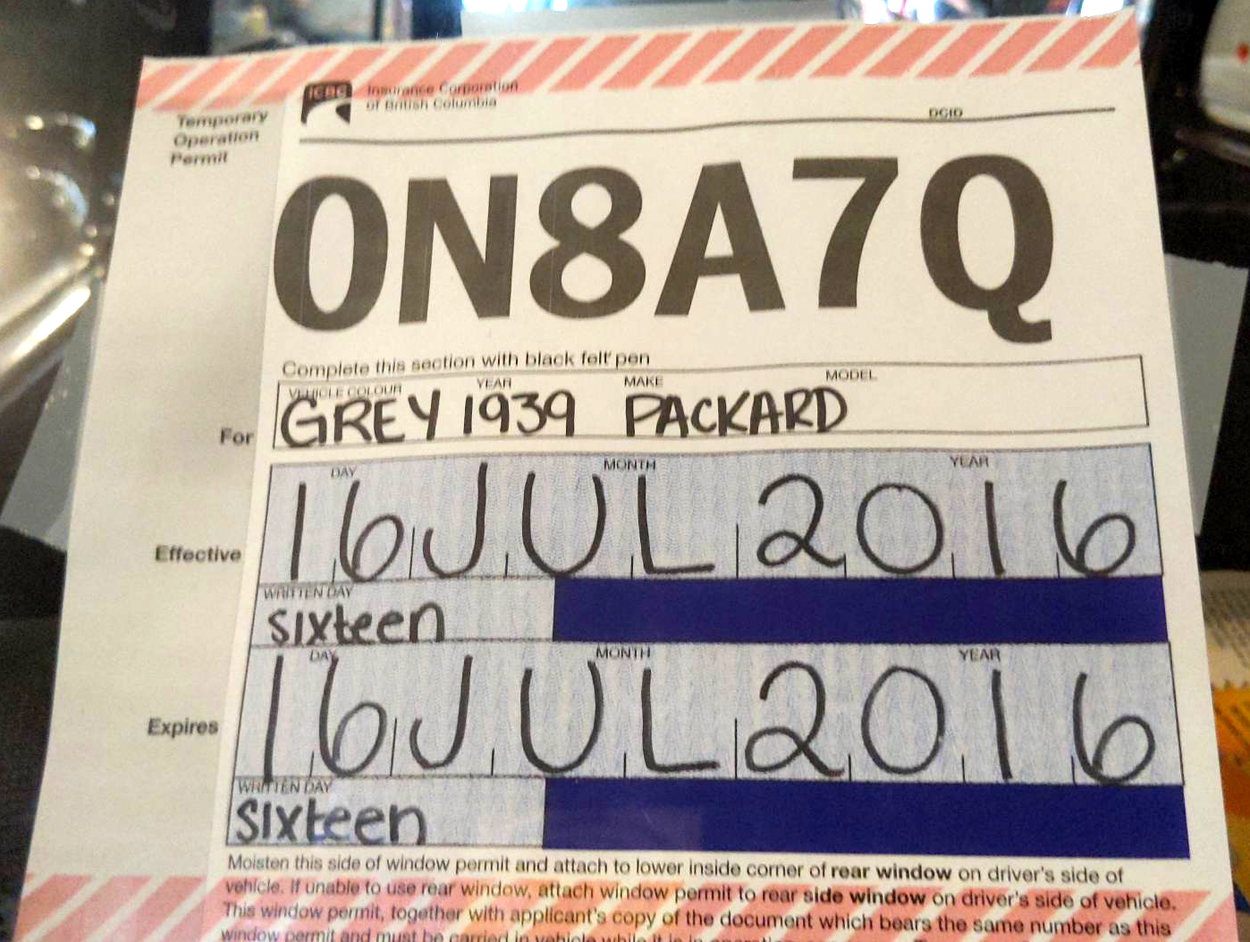 ICBC Insurance Corporation
of British Columbia
Temporary
Operation
Permit
DCID
0N8A7Q
Complete this section with black felt pen
VEHICLE COLOUR YEAR MAKE MODEL
For GREY 1939 PACKARD
DAY MONTH YEAR
Effective 16 JUL 2016
WRITTEN DAY
sixteen
DAY MONTH YEAR
Expires 16 JUL 2016
WRITTEN DAY
sixteen
Moisten this side of window permit and attach to lower inside corner of rear window on driver's side of
vehicle. If unable to use rear window, attach window permit to rear side window on driver's side of vehicle.
This window permit, together with applicant's copy of the document which bears the same number as this
window permit and must be carried in vehicle while it is in